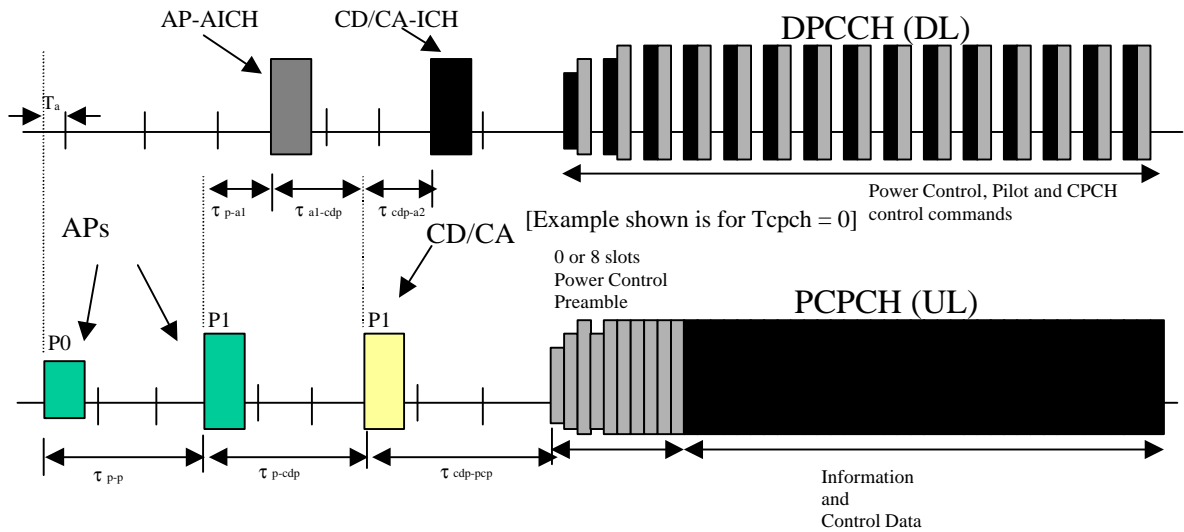 AP-AICH
CD/CA-ICH
DPCCH (DL)
Ta
τ p-a1
τ a1-cdp
τ cdp-a2
Power Control, Pilot and CPCH
control commands
[Example shown is for Tcpch = 0]
APs
CD/CA
0 or 8 slots
Power Control
Preamble
PCPCH (UL)
P0
P1
P1
τ p-p
τ p-cdp
τ cdp-pcp
Information
and
Control Data